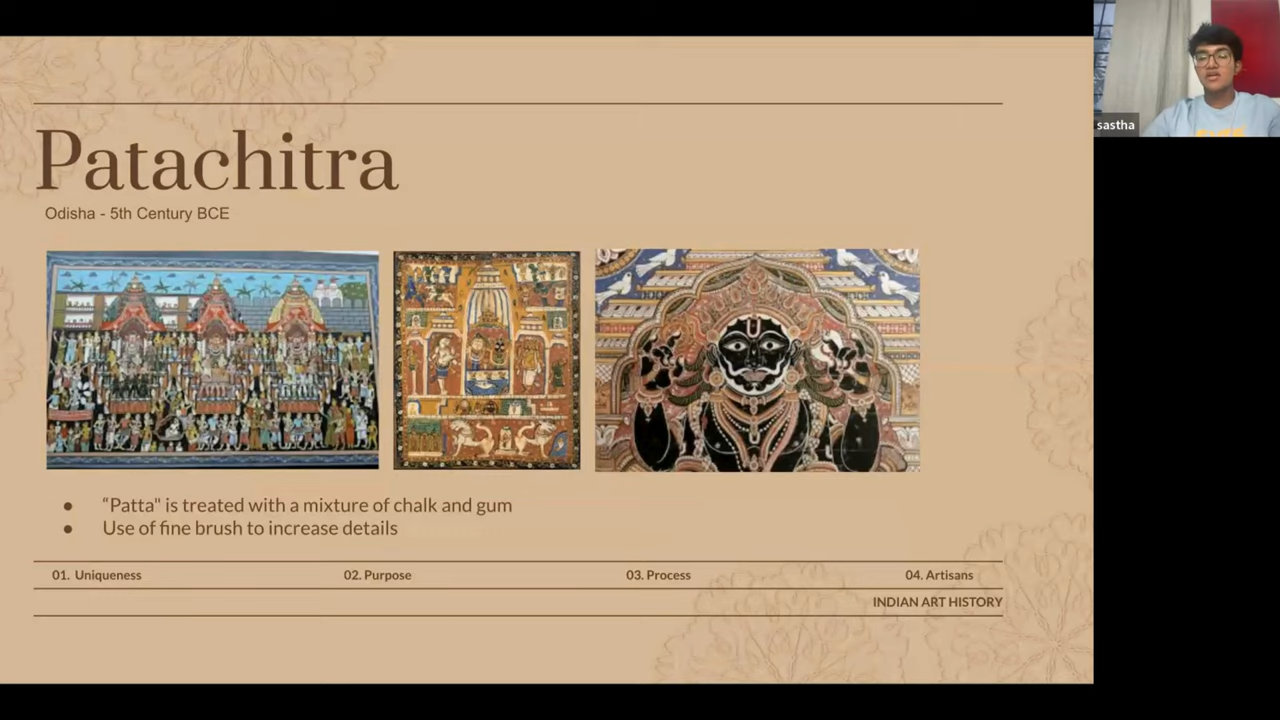 Patachitra
Odisha - 5th Century BCE
● “Patta" is treated with a mixture of chalk and gum
● Use of fine brush to increase details
01. Uniqueness
02. Purpose
03. Process
04. Artisans
INDIAN ART HISTORY
sastha